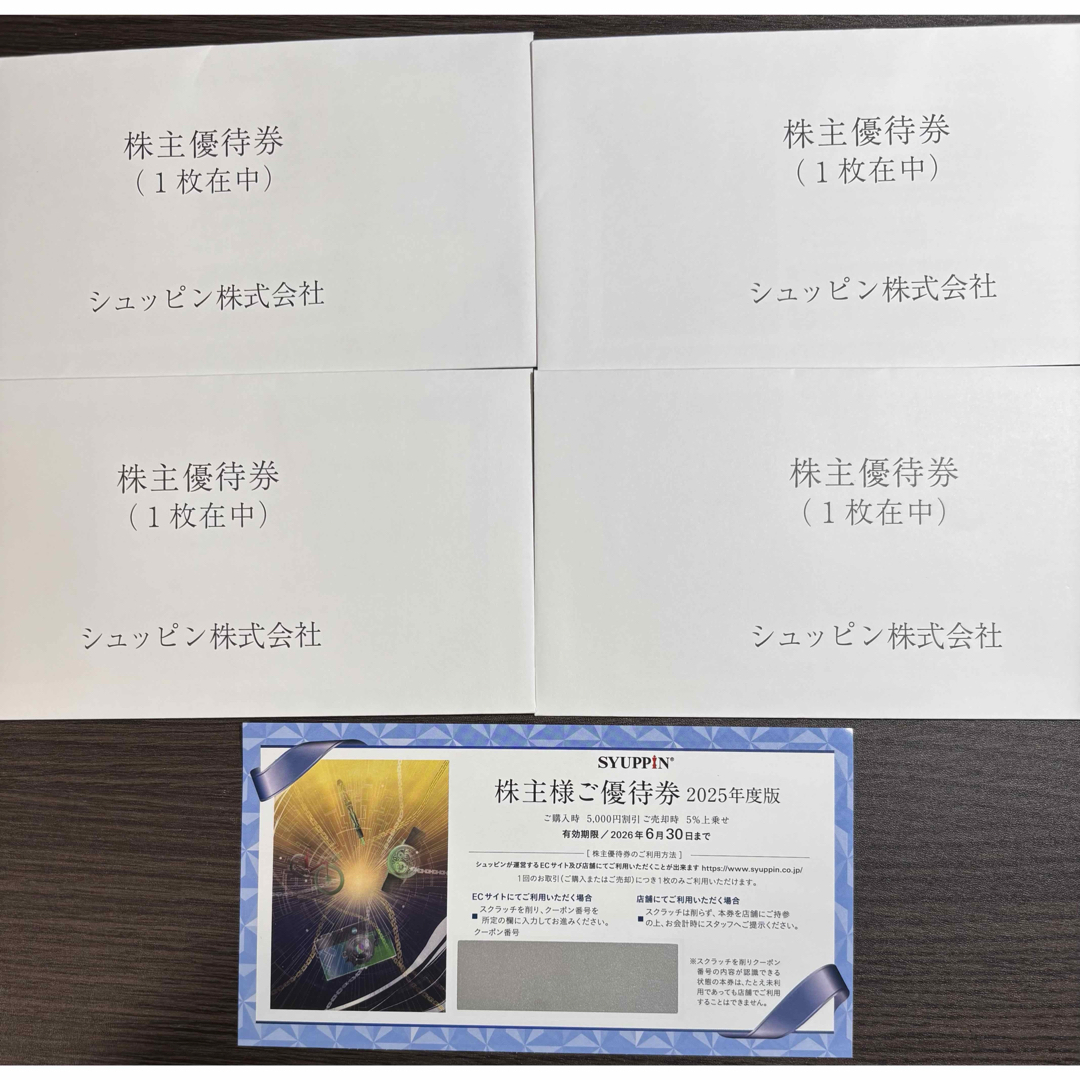 株主優待券
（１枚在中）
シュッピン株式会社
株主優待券
（１枚在中）
シュッピン株式会社
株主優待券
（１枚在中）
シュッピン株式会社
株主優待券
（１枚在中）
シュッピン株式会社
SYUPPIN®
株主様ご優待券 2025年度版
ご購入時 5,000円割引 ご売却時 5%上乗せ
有効期限／2026年6月30日まで
［ 株主優待券のご利用方法 ］
シュッピンが運営するECサイト及び店舗にてご利用いただくことが出来ます https://www.syuppin.co.jp/
1回のお取引(ご購入またはご売却)につき1枚のみご利用いただけます。
ECサイトにてご利用いただく場合
■ スクラッチを削り、クーポン番号を
所定の欄に入力してお進みください。
クーポン番号
店舗にてご利用いただく場合
■ スクラッチは削らず、本券を店舗にご持参
の上、お会計時にスタッフへご提示ください。
※スクラッチを削りクーポン
番号の内容が認識できる
状態の本券は、たとえ未利
用であっても店舗でご利用
することはできません。